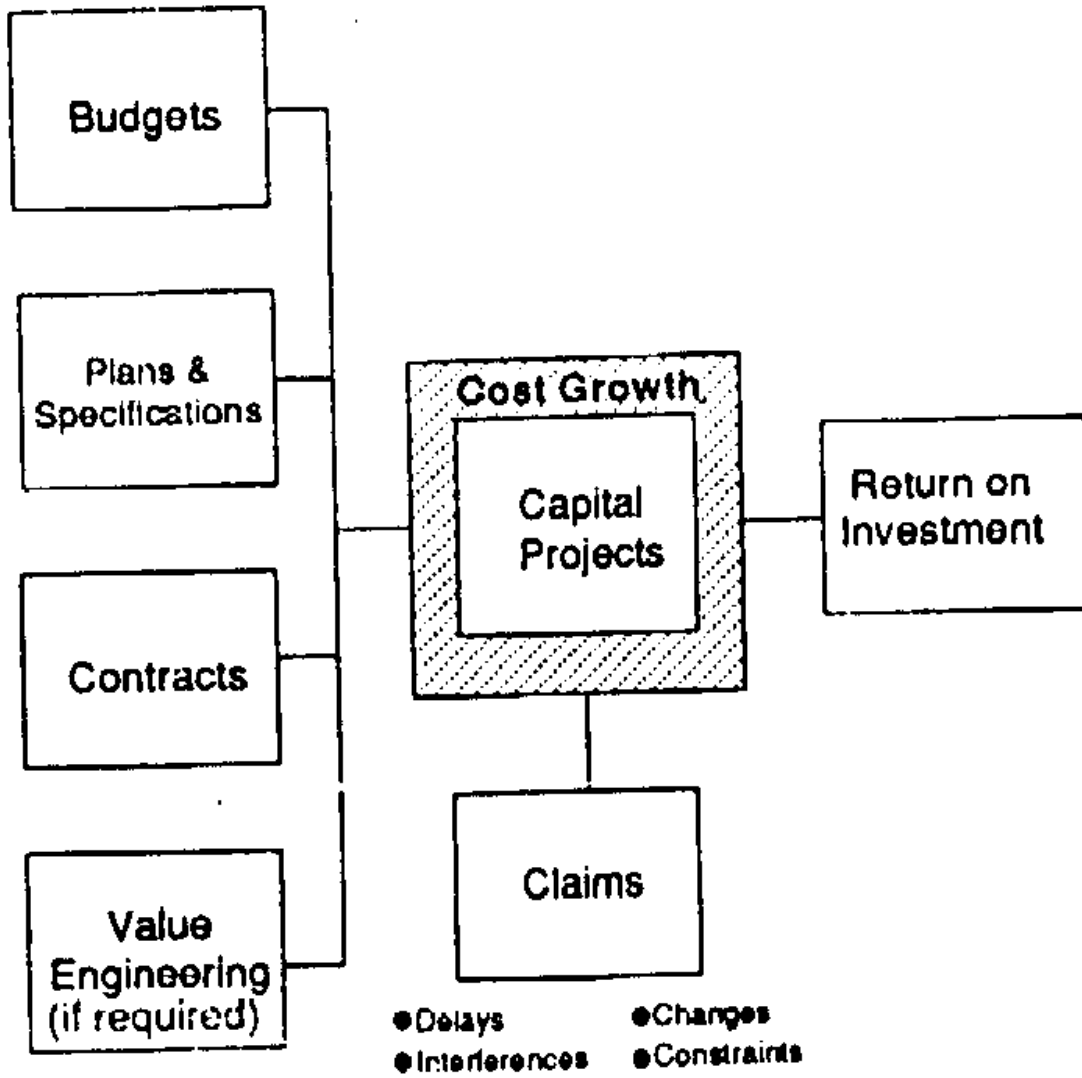 Budgets
Plans &
Specifications
Contracts
Value
Engineering
(if required)
Cost Growth
Capital
Projects
Return on
Investment
Claims
●Delays
●Changes
●Interferences
●Constraints